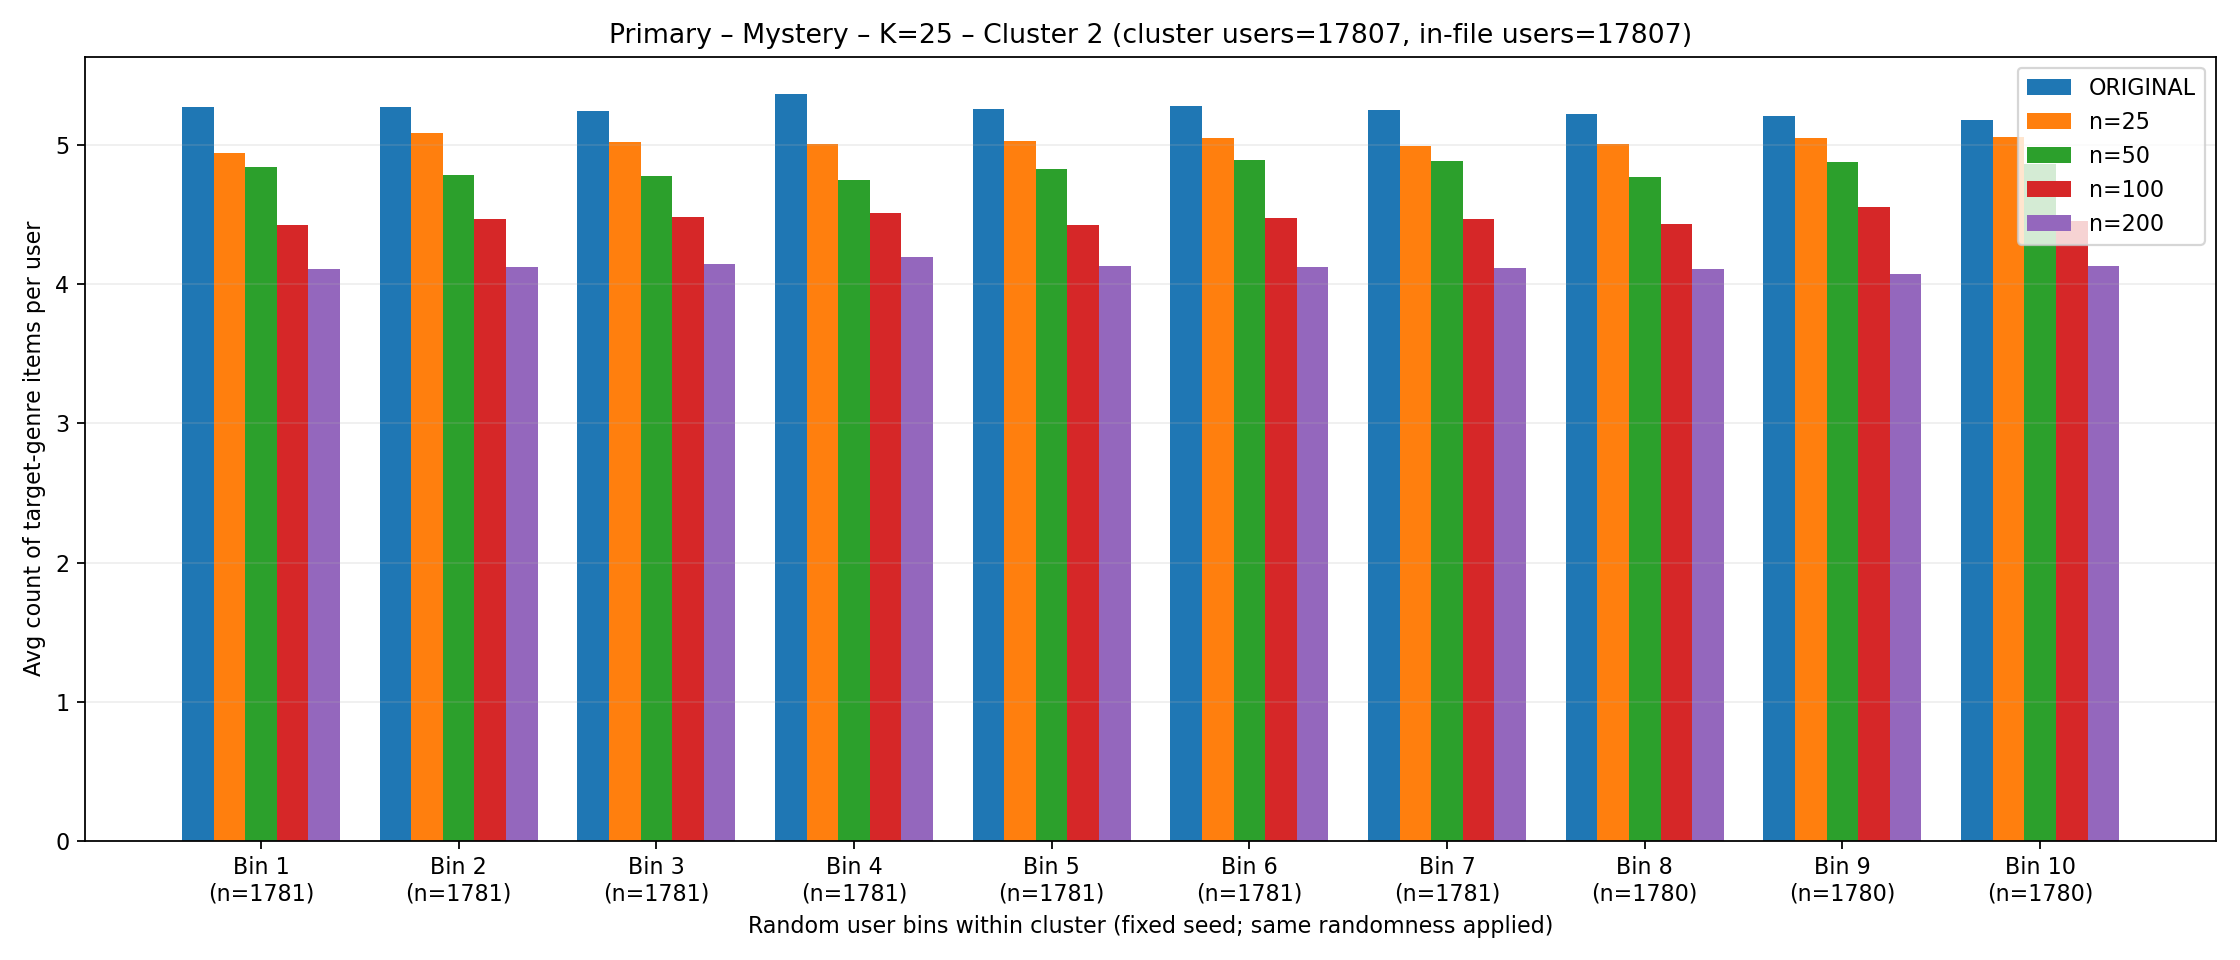 Primary – Mystery – K=25 – Cluster 2 (cluster users=17807, in-file users=17807)
Avg count of target-genre items per user
5
4
3
2
1
0
ORIGINAL
n=25
n=50
n=100
n=200
Bin 1 Bin 2 Bin 3 Bin 4 Bin 5 Bin 6 Bin 7 Bin 8 Bin 9 Bin 10
(n=1781) (n=1781) (n=1781) (n=1781) (n=1781) (n=1781) (n=1781) (n=1780) (n=1780) (n=1780)
Random user bins within cluster (fixed seed; same randomness applied)